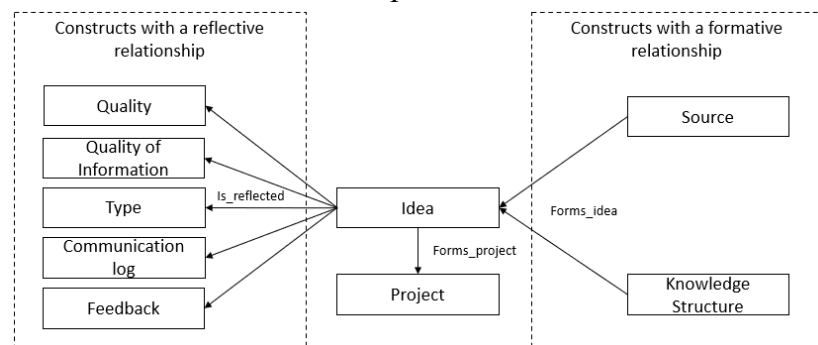 Constructs with a reflective
relationship
Constructs with a formative
relationship
Quality
Quality of
Information
Type
Communication
log
Feedback
Is_reflected
Idea
Forms_project
Project
Forms_idea
Source
Knowledge
Structure